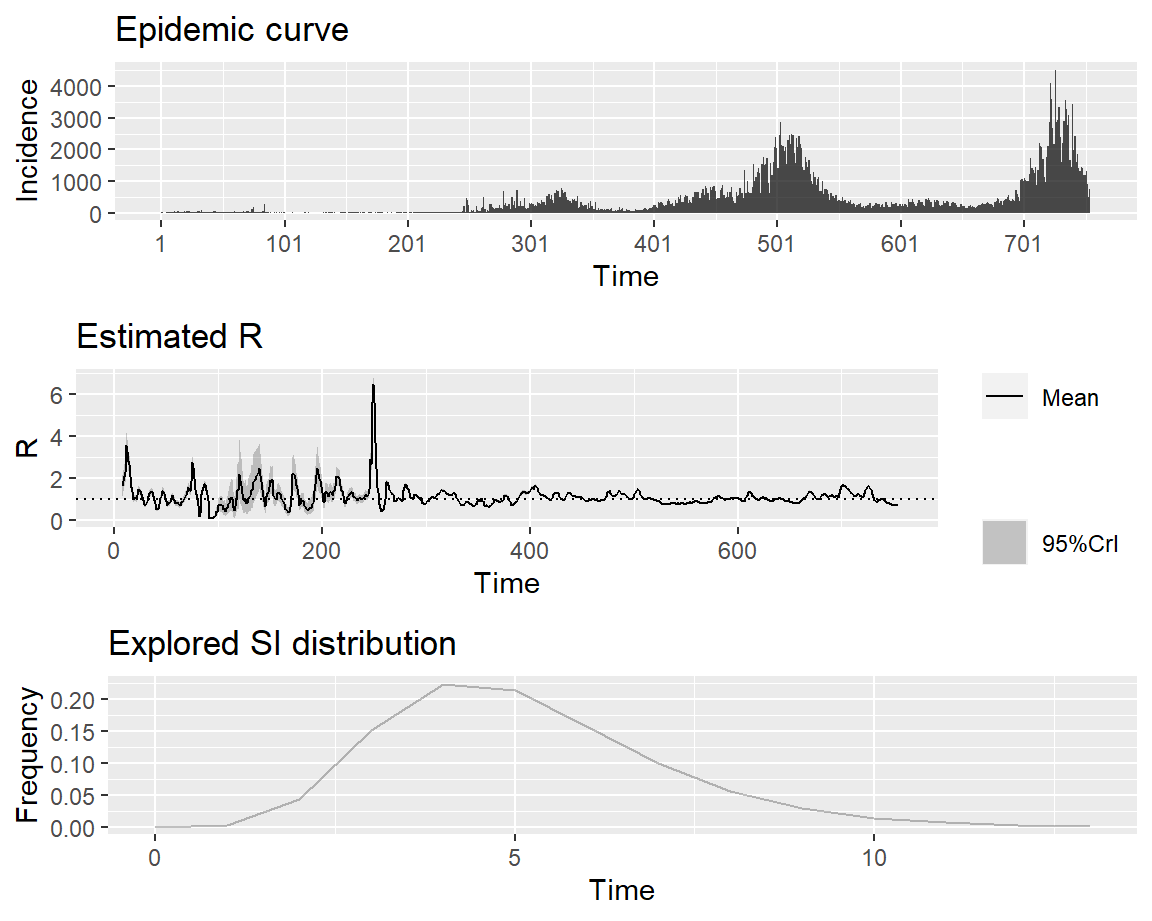 Epidemic curve
Incidence
4000
3000
2000
1000
0
1 101 201 301 401 501 601 701
Time
Estimated R
R
6
4
2
0
0 200 400 600
Time
Mean
95%CrI
Explored SI distribution
Frequency
0.20
0.15
0.10
0.05
0.00
0 5 10
Time